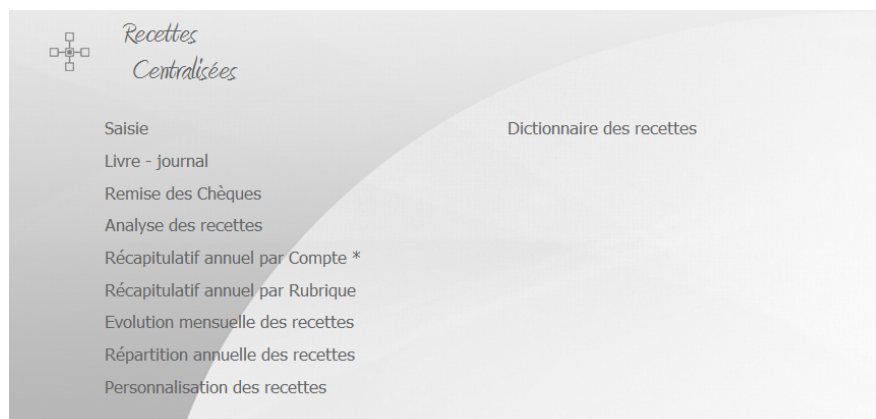 Recettes
Centralisées
Saisie
Livre - journal
Remise des Chèques
Analyse des recettes
Récapitulatif annuel par Compte *
Récapitulatif annuel par Rubrique
Evolution mensuelle des recettes
Répartition annuelle des recettes
Personnalisation des recettes
Dictionnaire des recettes